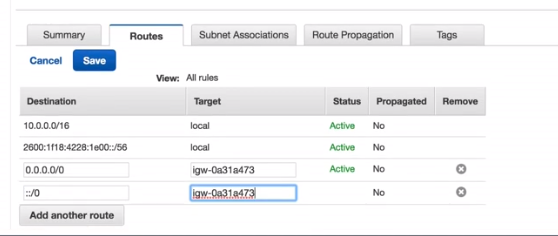 Summary Routes Subnet Associations Route Propagation Tags
Cancel Save
View: All rules
Destination Target Status Propagated Remove
10.0.0.0/16 local Active No
2600:1f18:4228:1e00::/56 local Active No
0.0.0.0/0 igw-0a31a473 Active No
::/0 igw-0a31a473 No
Add another route